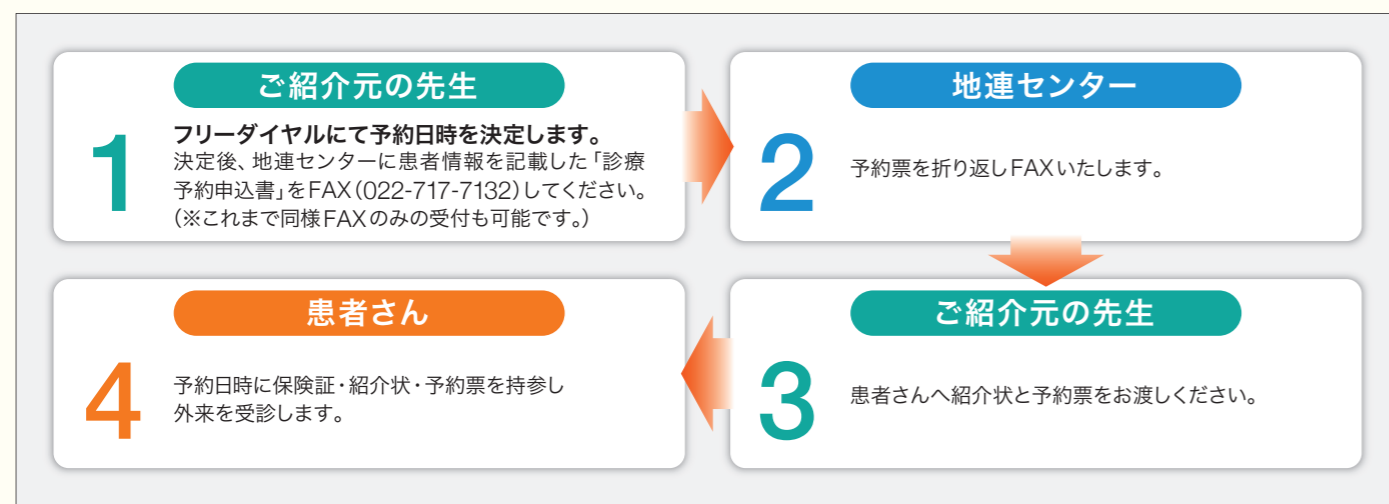 ご紹介元の先生
1
フリーダイヤルにて予約日時を決定します。
決定後、地連センターに患者情報を記載した「診療
予約申込書」をFAX（022-717-7132）してください。
（※これまで同様FAXのみの受付も可能です。）
地連センター
2
予約票を折り返しFAXいたします。
ご紹介元の先生
3
患者さんへ紹介状と予約票をお渡しください。
患者さん
4
予約日時に保険証・紹介状・予約票を持参し
外来を受診します。